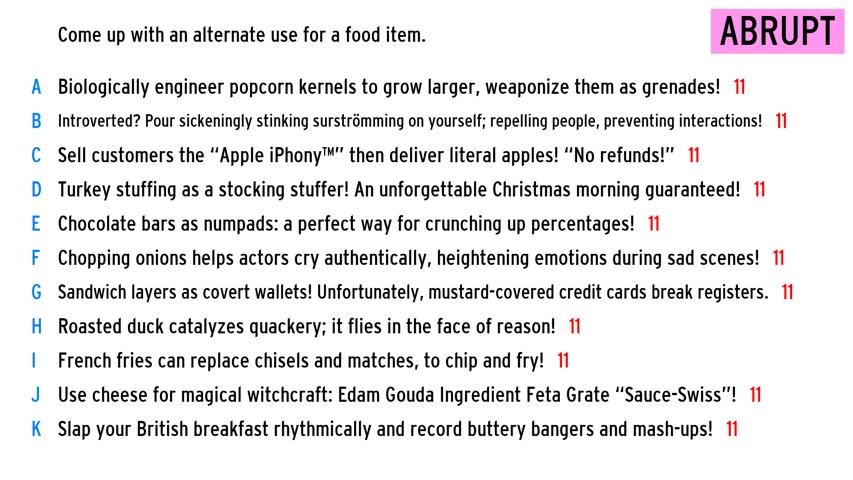 Come up with an alternate use for a food item.
ABRUPT
A Biologically engineer popcorn kernels to grow larger, weaponize them as grenades! 11
B Introverted? Pour sickeningly stinking surströmming on yourself; repelling people, preventing interactions! 11
C Sell customers the “Apple iPhony™” then deliver literal apples! “No refunds!” 11
D Turkey stuffing as a stocking stuffer! An unforgettable Christmas morning guaranteed! 11
E Chocolate bars as numpads: a perfect way for crunching up percentages! 11
F Chopping onions helps actors cry authentically, heightening emotions during sad scenes! 11
G Sandwich layers as covert wallets! Unfortunately, mustard-covered credit cards break registers. 11
H Roasted duck catalyzes quackery; it flies in the face of reason! 11
I French fries can replace chisels and matches, to chip and fry! 11
J Use cheese for magical witchcraft: Edam Gouda Ingredient Feta Grate “Sauce-Swiss”! 11
K Slap your British breakfast rhythmically and record buttery bangers and mash-ups! 11